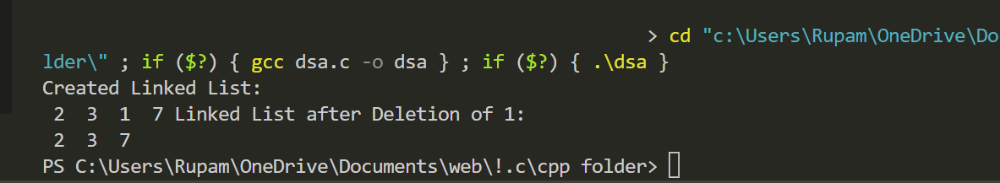 > cd "c:\Users\Rupam\OneDrive\Do
lder\" ; if ($?) { gcc dsa.c -o dsa } ; if ($?) { .\dsa }
Created Linked List:
 2  3  1  7 Linked List after Deletion of 1:
 2  3  7
PS C:\Users\Rupam\OneDrive\Documents\web\!.c\cpp folder>